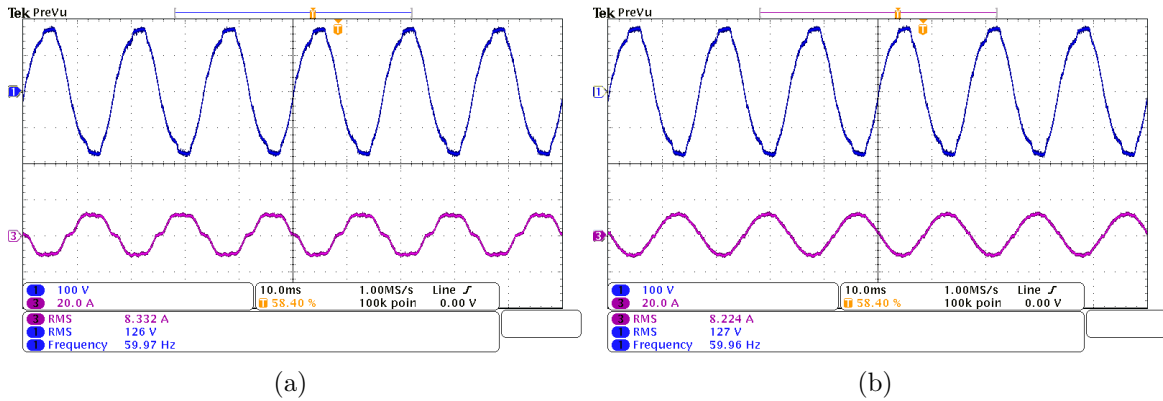 Tek PreVu
T
T
1
3
1 100 V
3 20.0 A
10.0ms 1.00MS/s Line
T 58.40 % 100k poin 0.00 V
3 RMS 8.332 A
1 RMS 126 V
1 Frequency 59.97 Hz
(a)
Tek PreVu
T
T
1
3
1 100 V
3 20.0 A
10.0ms 1.00MS/s Line
T 58.40 % 100k poin 0.00 V
3 RMS 8.224 A
1 RMS 127 V
1 Frequency 59.96 Hz
(b)